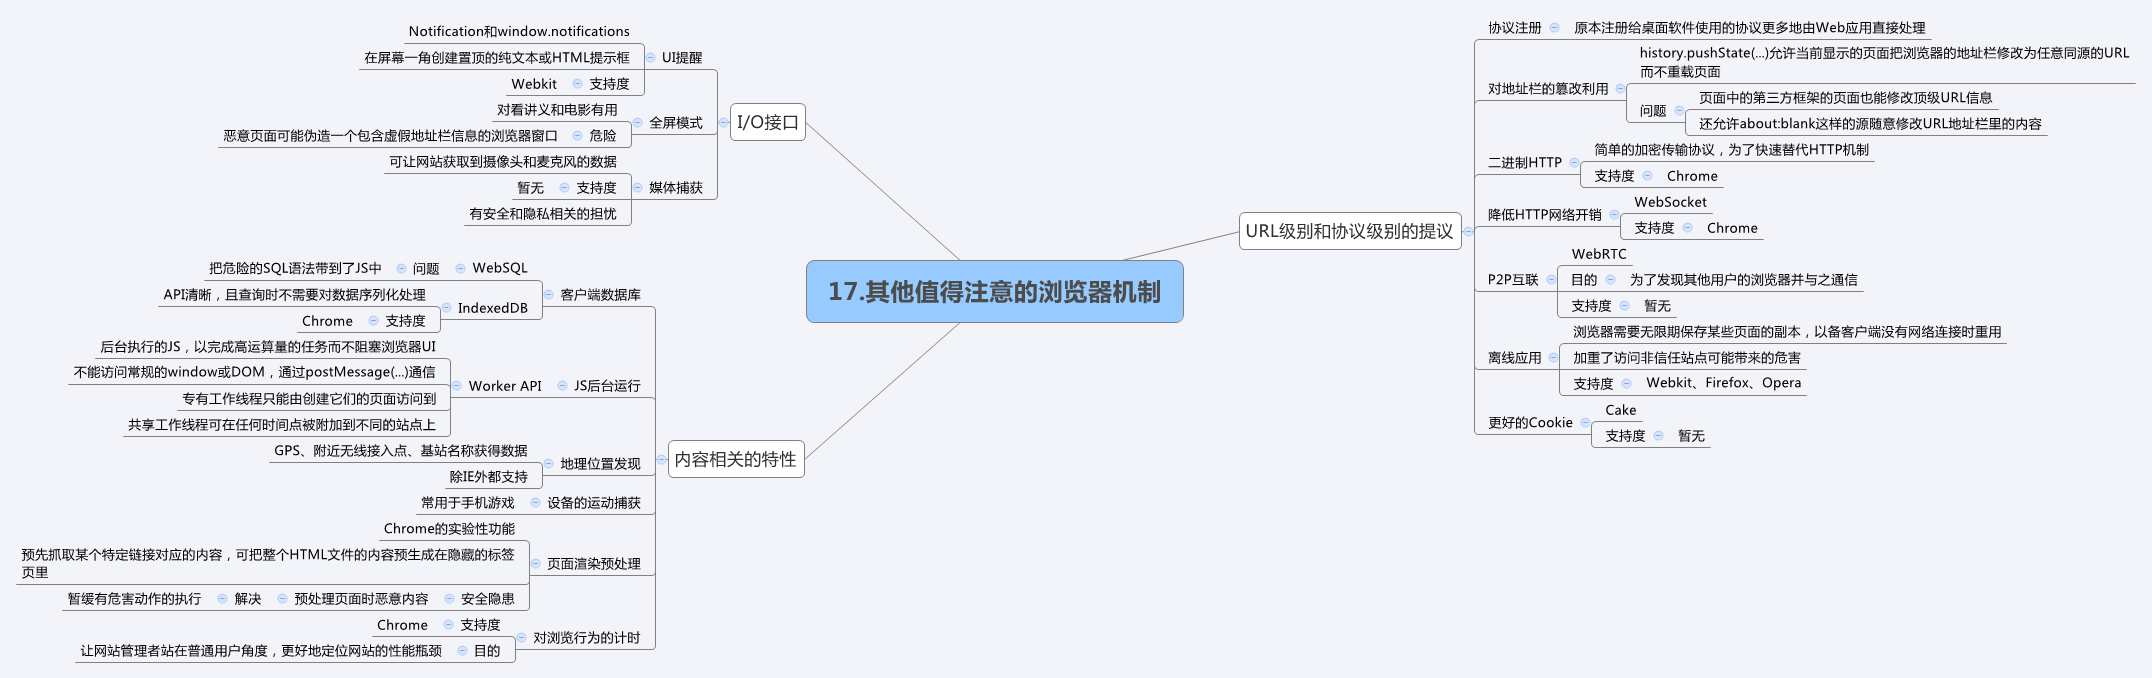 17.其他值得注意的浏览器机制
URL级别和协议级别的提议
协议注册
原本注册给桌面软件使用的协议更多地由Web应用直接处理
对地址栏的篡改利用
history.pushState(...)允许当前显示的页面把浏览器的地址栏修改为任意同源的URL
而不重载页面
问题
页面中的第三方框架的页面也能修改顶级URL信息
还允许about:blank这样的源随意修改URL地址栏里的内容
二进制HTTP
简单的加密传输协议，为了快速替代HTTP机制
支持度
Chrome
降低HTTP网络开销
WebSocket
支持度
Chrome
P2P互联
WebRTC
目的
为了发现其他用户的浏览器并与之通信
支持度
暂无
离线应用
浏览器需要无限期保存某些页面的副本，以备客户端没有网络连接时重用
加重了访问非信任站点可能带来的危害
支持度
Webkit、Firefox、Opera
更好的Cookie
Cake
支持度
暂无
I/O接口
UI提醒
Notification和window.notifications
在屏幕一角创建置顶的纯文本或HTML提示框
支持度
Webkit
全屏模式
对看讲义和电影有用
危险
恶意页面可能伪造一个包含虚假地址栏信息的浏览器窗口
媒体捕获
可让网站获取到摄像头和麦克风的数据
支持度
暂无
有安全和隐私相关的担忧
内容相关的特性
客户端数据库
WebSQL
问题
把危险的SQL语法带到了JS中
IndexedDB
API清晰，且查询时不需要对数据序列化处理
支持度
Chrome
JS后台运行
Worker API
后台执行的JS，以完成高运算量的任务而不阻塞浏览器UI
不能访问常规的window或DOM，通过postMessage(...)通信
专有工作线程只能由创建它们的页面访问到
共享工作线程可在任何时间点被附加到不同的站点上
地理位置发现
GPS、附近无线接入点、基站名称获得数据
除IE外都支持
设备的运动捕获
常用于手机游戏
页面渲染预处理
Chrome的实验性功能
预先抓取某个特定链接对应的内容，可把整个HTML文件的内容预生成在隐藏的标签
页里
安全隐患
预处理页面时恶意内容
解决
暂缓有危害动作的执行
对浏览行为的计时
支持度
Chrome
目的
让网站管理者站在普通用户角度，更好地定位网站的性能瓶颈